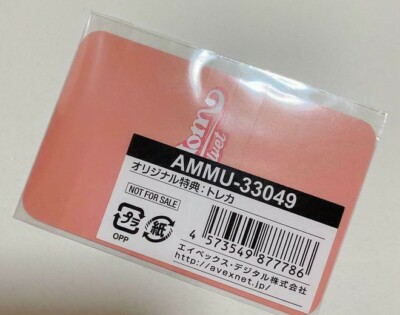 AMMU-33049
オリジナル特典：トレカ
NOT FOR SALE
プラ
紙
OPP
4 573549 877786
エイベックス・デジタル株式会社
http://avexnet.jp/